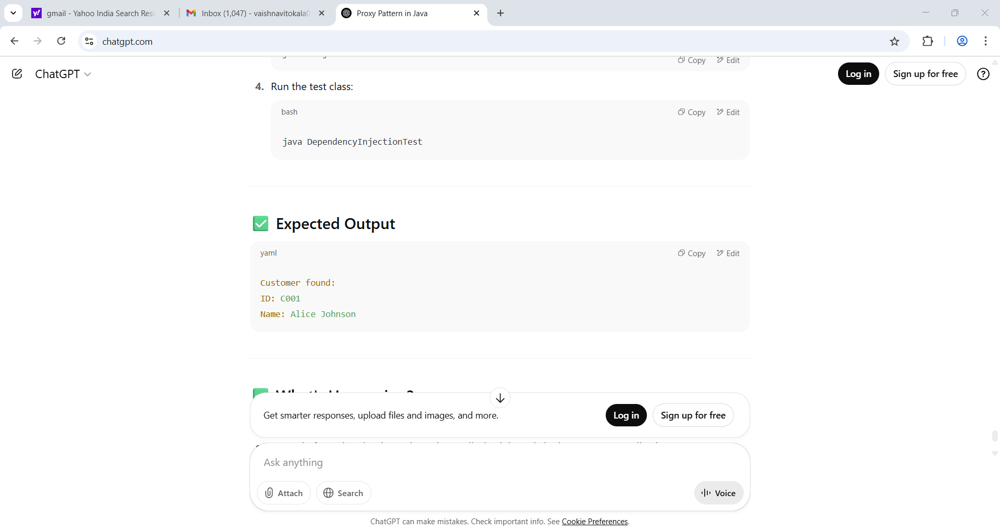 gmail - Yahoo India Search Resu
Inbox (1,047) - vaishnavitokala0
Proxy Pattern in Java
chatgpt.com
Copy
Edit
ChatGPT
Log in
Sign up for free
4. Run the test class:
bash
Copy
Edit
java DependencyInjectionTest
Expected Output
yaml
Copy
Edit
Customer found:
ID: C001
Name: Alice Johnson
Get smarter responses, upload files and images, and more.
Log in
Sign up for free
Ask anything
Attach
Search
Voice
ChatGPT can make mistakes. Check important info. See Cookie Preferences.